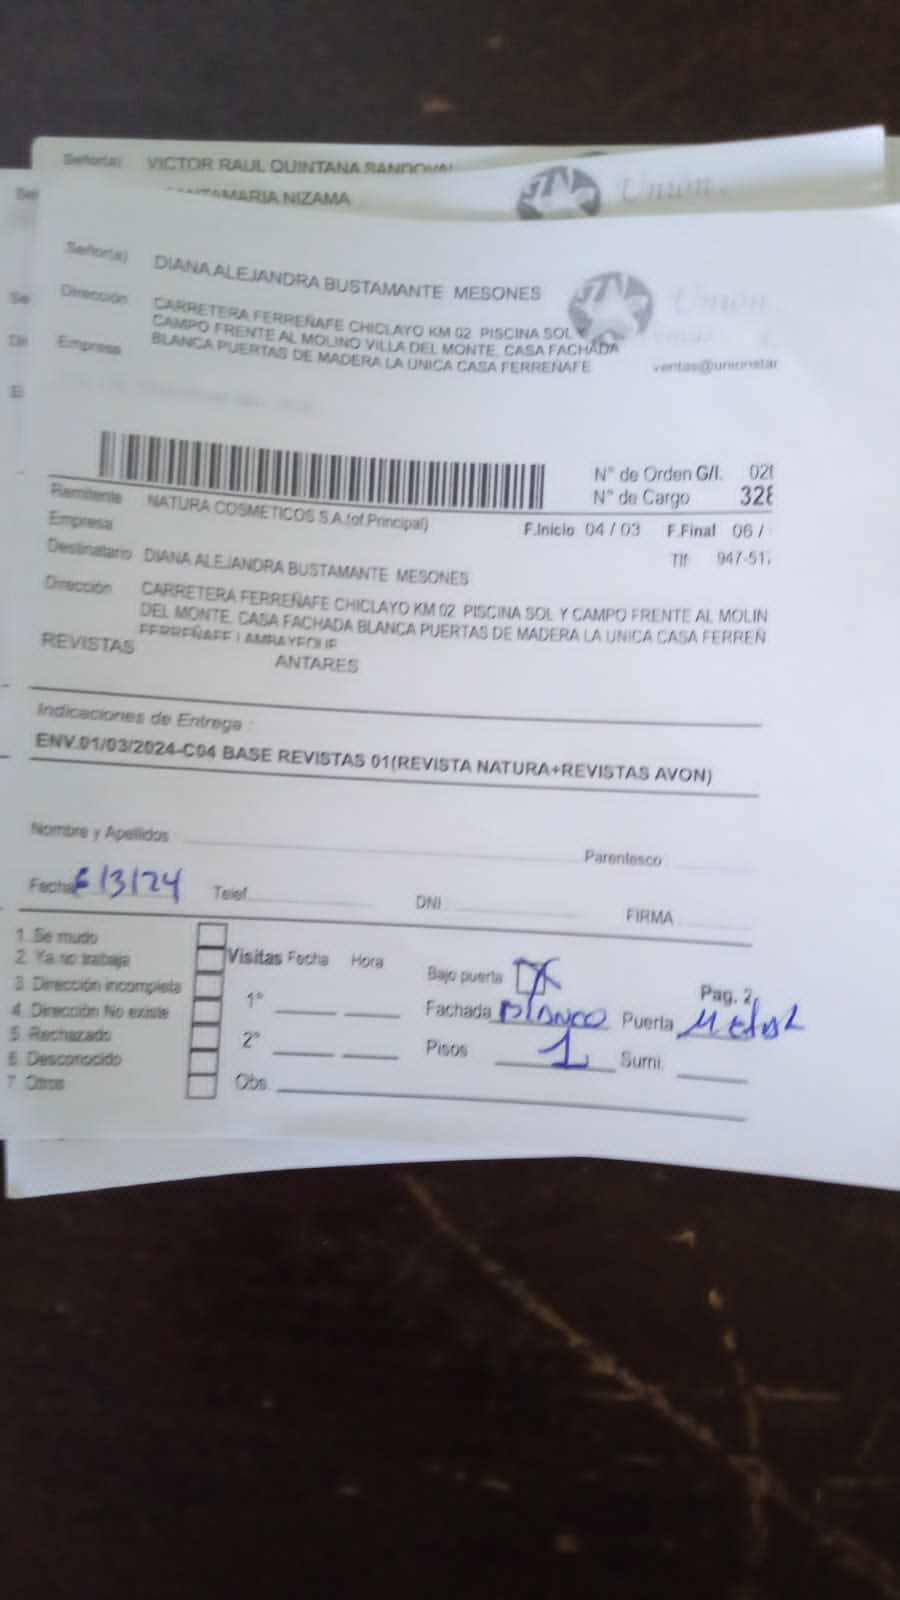 Señor(a) VICTOR RAUL QUINTANA SANDOVAL
NIZAMA
Unión
Señor(a) DIANA ALEJANDRA BUSTAMANTE MESONES
Unión
Dirección CARRETERA FERREÑAFE CHICLAYO KM 02 PISCINA SOL Y
CAMPO FRENTE AL MOLINO VILLA DEL MONTE. CASA FACHADA
Empresa BLANCA PUERTAS DE MADERA LA UNICA CASA FERREÑAFE
ventas@unionstar
N° de Orden G/I. 028
N° de Cargo 328
Remitente NATURA COSMETICOS S.A.(of.Principal)
Empresa F.Inicio 04 / 03 F.Final 06 /
Destinatario DIANA ALEJANDRA BUSTAMANTE MESONES Tlf: 947-517
Dirección CARRETERA FERREÑAFE CHICLAYO KM 02 PISCINA SOL Y CAMPO FRENTE AL MOLIN
DEL MONTE. CASA FACHADA BLANCA PUERTAS DE MADERA LA UNICA CASA FERREÑ
FERREÑAFE LAMBAYEQUE
REVISTAS ANTARES
Indicaciones de Entrega :
ENV.01/03/2024-C04 BASE REVISTAS 01(REVISTA NATURA+REVISTAS AVON)
Nombre y Apellidos Parentesco
Fecha 6/3/24 Telef. DNI FIRMA
1. Se mudo
2. Ya no trabaja
3. Dirección incompleta
4. Dirección No existe
5. Rechazado
6. Desconocido
7. Otros
Visitas Fecha Hora
1°
2°
Obs
Bajo puerta X Pag. 2
Fachada blanco Puerta Metal
Pisos 1 Sumi.